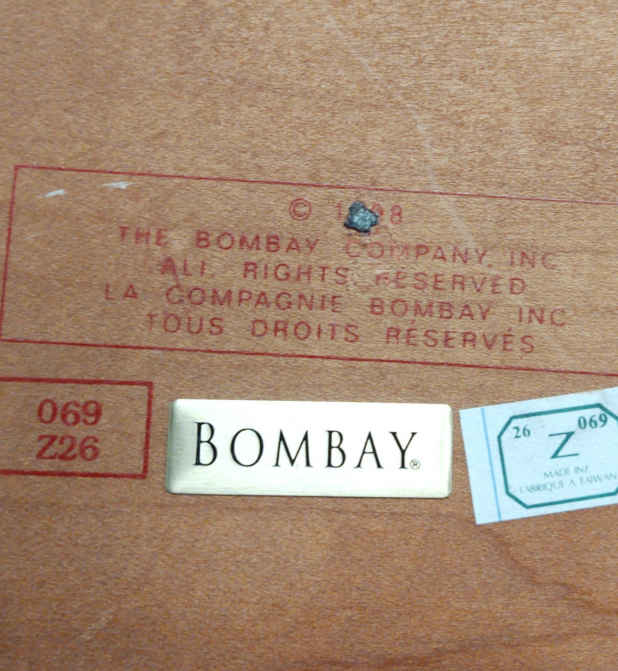 ©
THE BOMBAY COMPANY, INC
ALL RIGHTS RESERVED
LA COMPAGNIE BOMBAY INC
TOUS DROITS RÉSERVÉS
069
Z26
BOMBAY®
26 Z 069
MADE IN/
FABRIQUÉ À TAIWAN